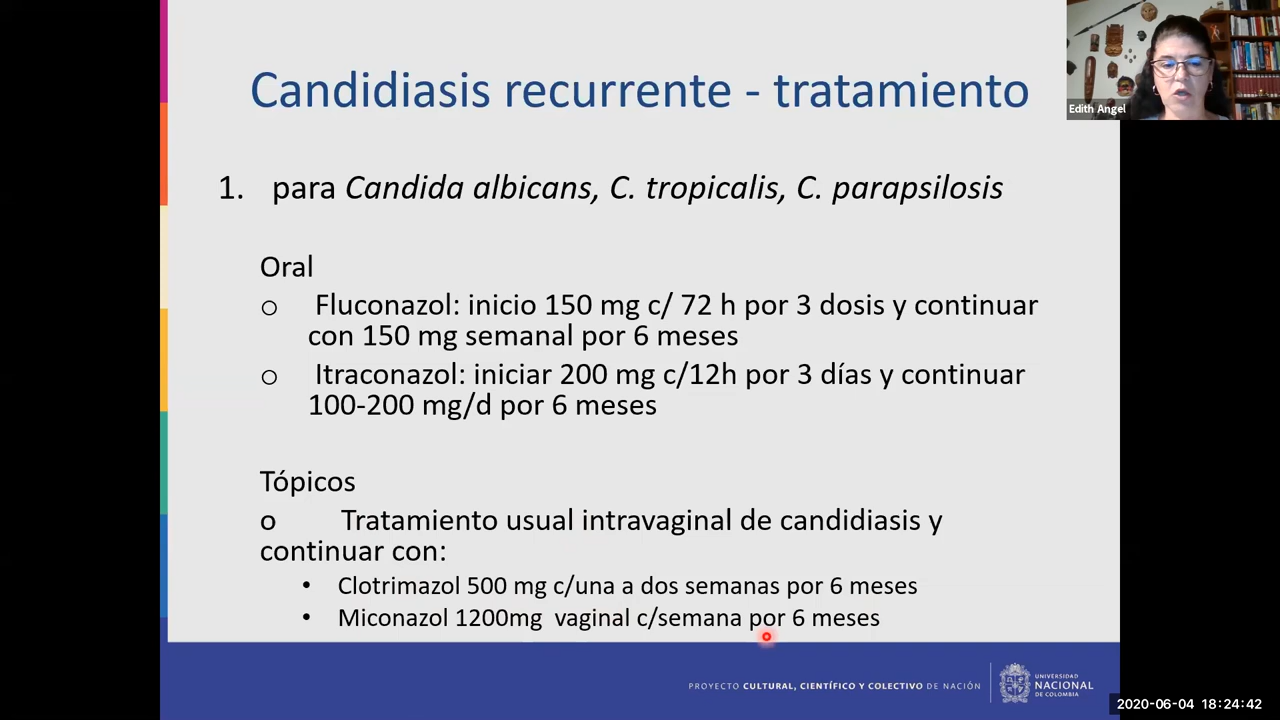 Candidiasis recurrente - tratamiento
Edith Angel
1. para Candida albicans, C. tropicalis, C. parapsilosis
Oral
o Fluconazol: inicio 150 mg c/ 72 h por 3 dosis y continuar
con 150 mg semanal por 6 meses
o Itraconazol: iniciar 200 mg c/12h por 3 días y continuar
100-200 mg/d por 6 meses
Tópicos
o Tratamiento usual intravaginal de candidiasis y
continuar con:
• Clotrimazol 500 mg c/una a dos semanas por 6 meses
• Miconazol 1200mg vaginal c/semana por 6 meses
PROYECTO CULTURAL, CIENTÍFICO Y COLECTIVO DE NACIÓN
UNIVERSIDAD
NACIONAL
DE COLOMBIA
2020-06-04 18:24:42